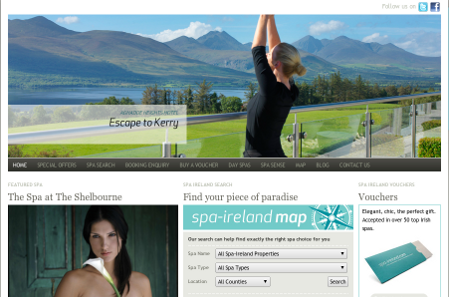 Follow us on
AGHADOE HEIGHTS HOTEL
Escape to Kerry
HOME SPECIAL OFFERS SPA SEARCH BOOKING ENQUIRY BUY A VOUCHER DAY SPAS SPA SENSE MAP BLOG CONTACT US
FEATURED SPA
The Spa at The Shelbourne
SPA IRELAND SEARCH
Find your piece of paradise
spa-ireland map
Our search can help find exactly the right spa choice for you
Spa Name All Spa-Ireland Properties
Spa Type All Spa Types
Location All Counties Search
SPA IRELAND VOUCHERS
Vouchers
Elegant, chic, the perfect gift.
Accepted in over 50 top Irish
spas.